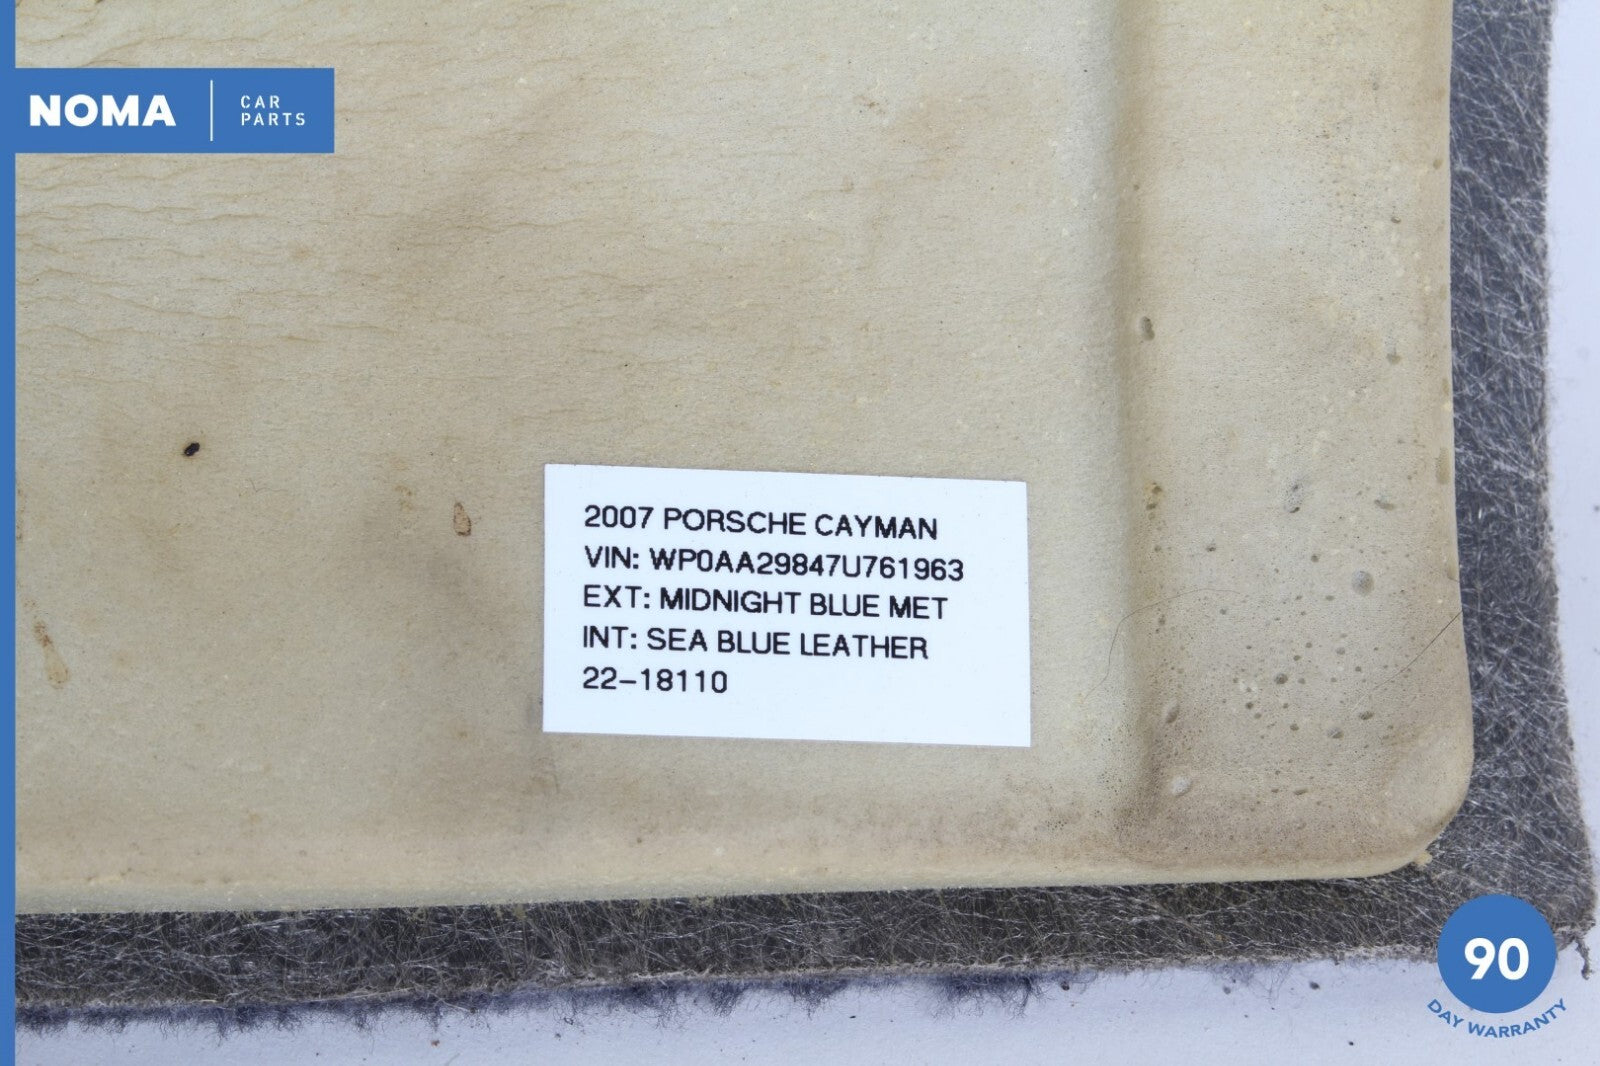 NOMA
CAR
PARTS
2007 PORSCHE CAYMAN
VIN: WP0AA29847U761963
EXT: MIDNIGHT BLUE MET
INT: SEA BLUE LEATHER
22-18110
90
DAY WARRANTY